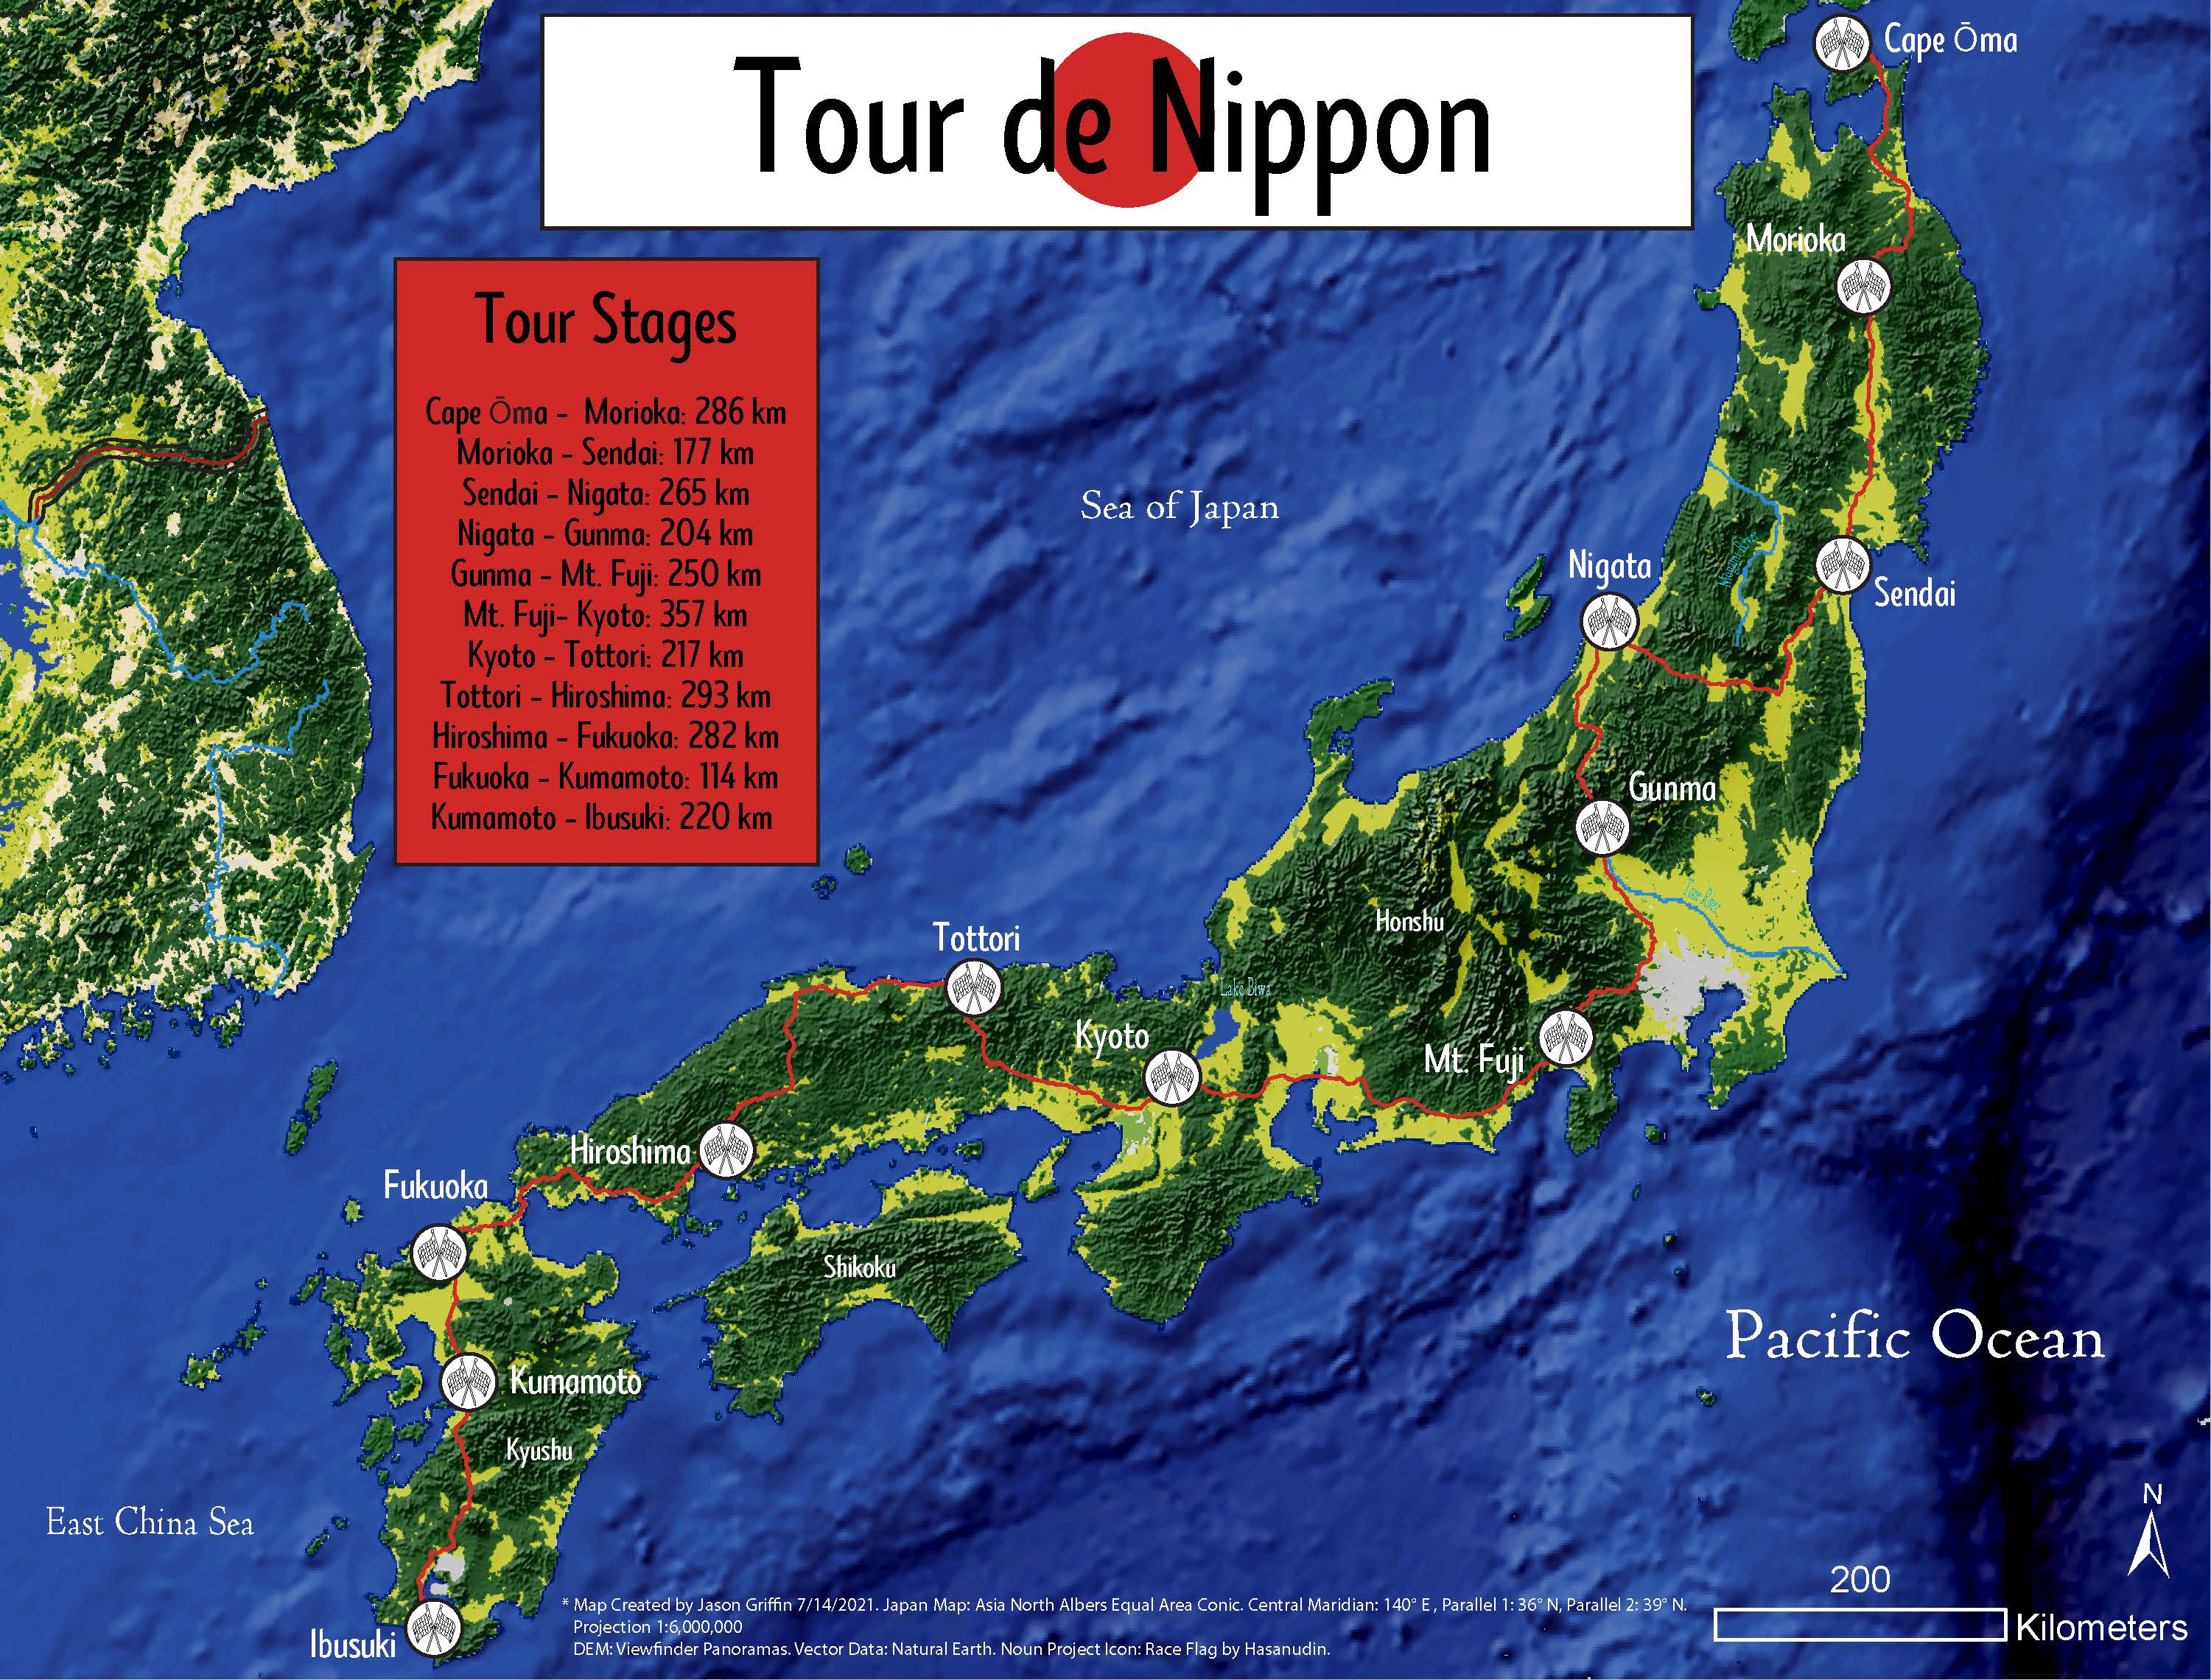 Tour de Nippon
Cape Ōma
Morioka
Tour Stages
Cape Ōma - Morioka: 286 km
Morioka - Sendai: 177 km
Sendai - Nigata: 265 km
Nigata - Gunma: 204 km
Gunma - Mt. Fuji: 250 km
Mt. Fuji- Kyoto: 357 km
Kyoto - Tottori: 217 km
Tottori - Hiroshima: 293 km
Hiroshima - Fukuoka: 282 km
Fukuoka - Kumamoto: 114 km
Kumamoto - Ibusuki: 220 km
Sea of Japan
Nigata
Mogami River
Sendai
Gunma
Tone River
Honshu
Tottori
Lake Biwa
Kyoto
Mt. Fuji
Hiroshima
Fukuoka
Shikoku
Pacific Ocean
Kumamoto
Kyushu
East China Sea
N
200
Kilometers
Ibusuki
* Map Created by Jason Griffin 7/14/2021. Japan Map: Asia North Albers Equal Area Conic. Central Maridian: 140° E , Parallel 1: 36° N, Parallel 2: 39° N.
Projection 1:6,000,000
DEM: Viewfinder Panoramas. Vector Data: Natural Earth. Noun Project Icon: Race Flag by Hasanudin.